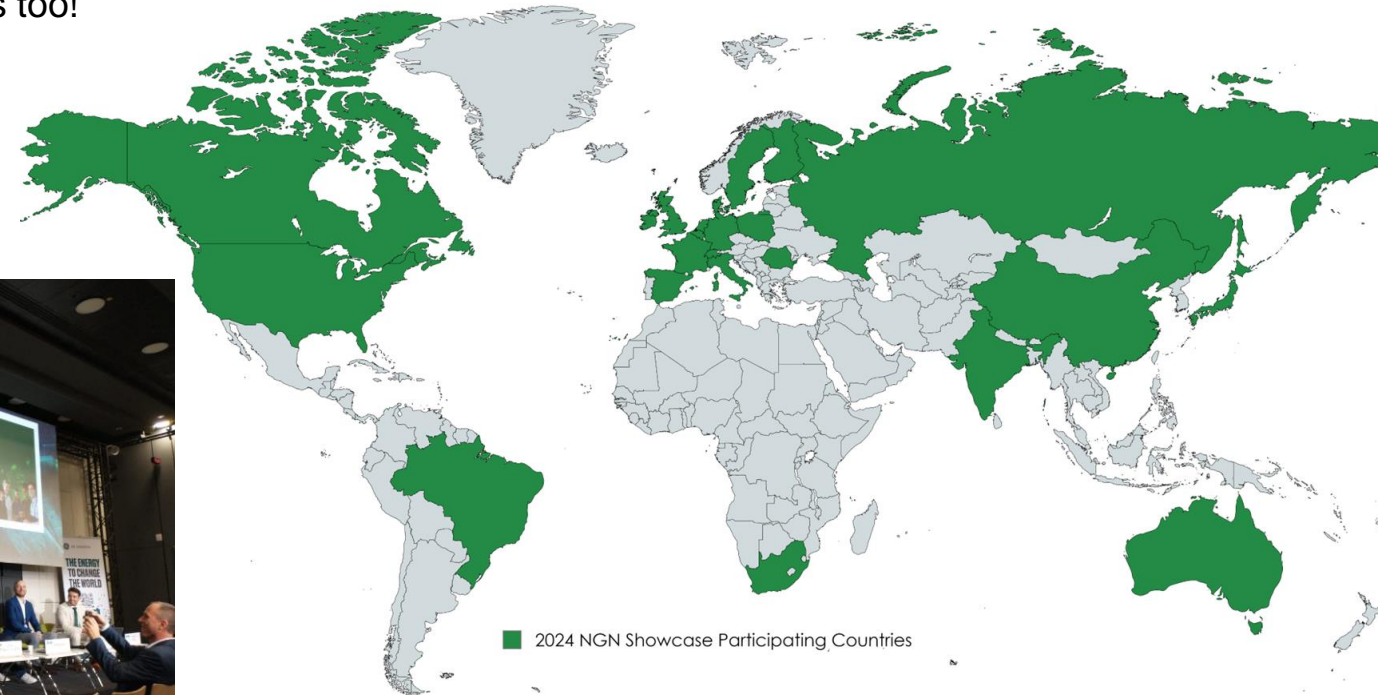 s too!
THE ENERGY
TO CHANGE
THE WORLD
2024 NGN Showcase Participating Countries